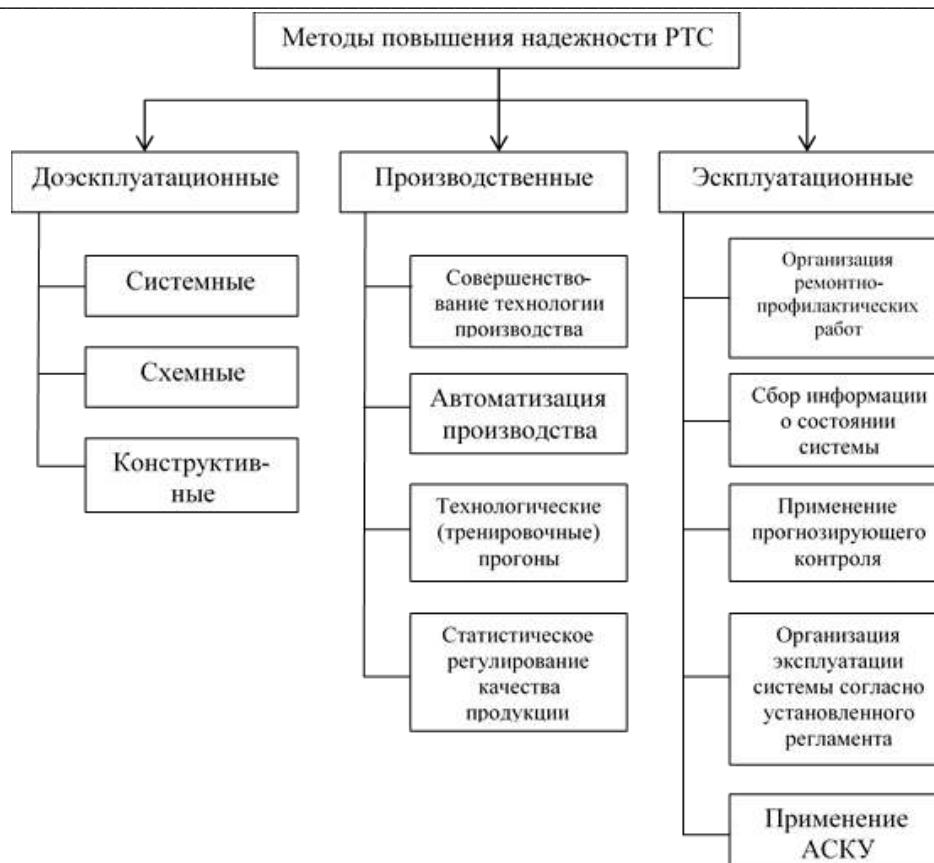 Методы повышения надежности РТС
Доэскплуатационные
Системные
Схемные
Конструктив-
ные
Производственные
Совершенство-
вание технологии
производства
Автоматизация
производства
Технологические
(тренировочные)
прогоны
Статистическое
регулирование
качества
продукции
Эскплуатационные
Организация
ремонтно-
профилактических
работ
Сбор информации
о состоянии
системы
Применение
прогнозирующего
контроля
Организация
эксплуатации
системы согласно
установленного
регламента
Применение
АСКУ